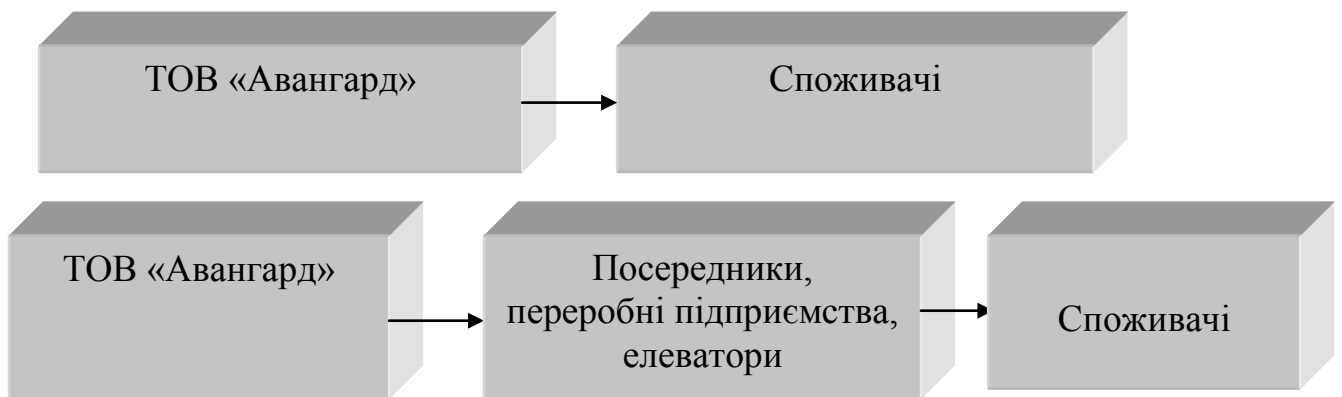 ТОВ «Авангард»
Споживачі
ТОВ «Авангард»
Посередники,
переробні підприємства,
елеватори
Споживачі